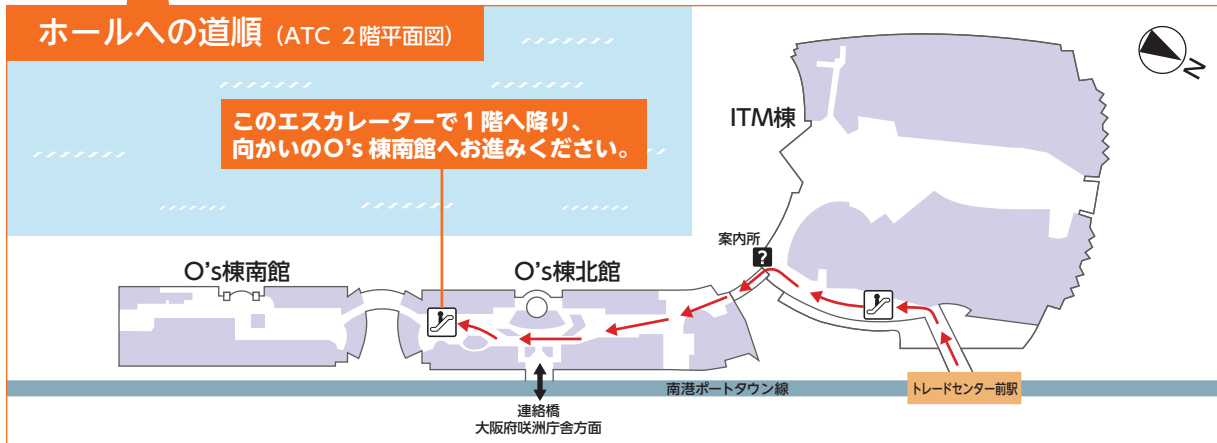 ホールへの道順（ATC 2階平面図）
N
このエスカレーターで1階へ降り、
向かいのO's 棟南館へお進みください。
ITM棟
案内所
?
O's棟南館
O's棟北館
南港ポートタウン線
トレードセンター前駅
連絡橋
大阪府咲洲庁舎方面